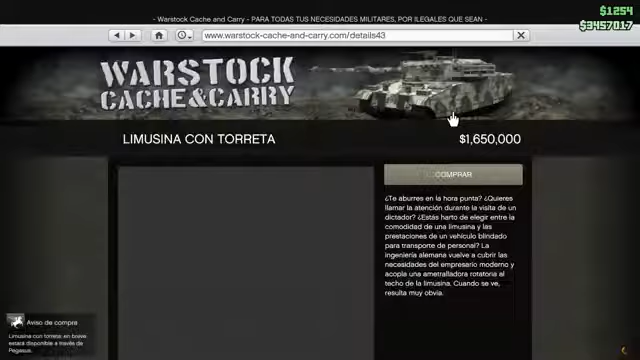 - Warstock Cache and Carry - PARA TODAS TUS NECESIDADES MILITARES, POR ILEGALES QUE SEAN -
$1254
$3457017
www.warstock-cache-and-carry.com/details43
WARSTOCK
CACHE&CARRY
LIMUSINA CON TORRETA
$1,650,000
COMPRAR
¿Te aburres en la hora punta? ¿Quieres
llamar la atención durante la visita de un
dictador? ¿Estás harto de elegir entre la
comodidad de una limusina y las
prestaciones de un vehículo blindado
para transporte de personal? La
ingeniería alemana vuelve a cubrir las
necesidades del empresario moderno y
acopla una ametralladora rotatoria al
techo de la limusina. Cuando se ve,
resulta muy obvia.
Aviso de compra
Limusina con torreta: en breve
estará disponible a través de
Pegasus.